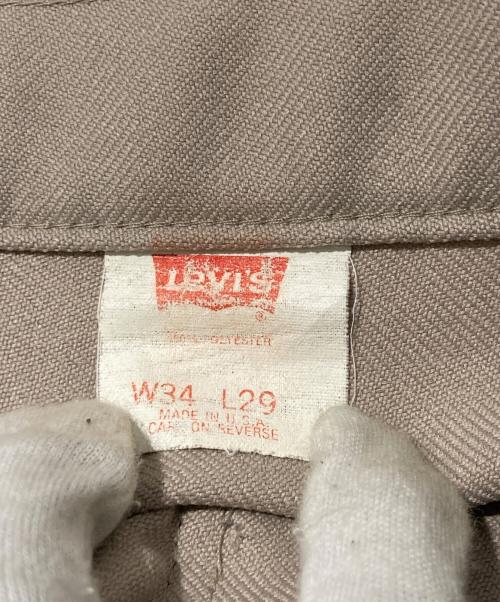 Levi's
®
100% POLYESTER
W34 L29
MADE IN U.S.A.
CARE ON REVERSE